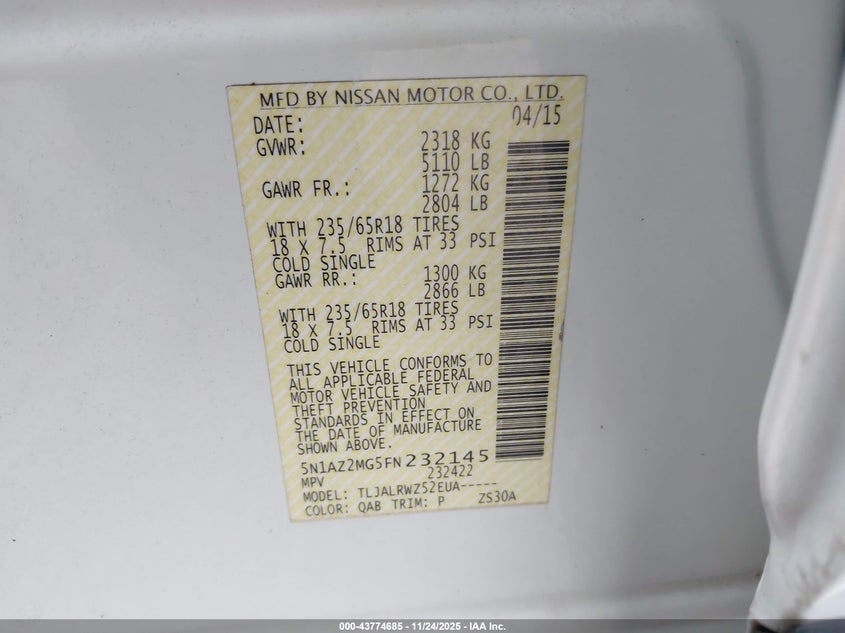 MFD BY NISSAN MOTOR CO., LTD.
DATE: 04/15
GVWR: 2318 KG
5110 LB
GAWR FR.: 1272 KG
2804 LB
WITH 235/65R18 TIRES
18 X 7.5 RIMS AT 33 PSI
COLD SINGLE
GAWR RR.: 1300 KG
2866 LB
WITH 235/65R18 TIRES
18 X 7.5 RIMS AT 33 PSI
COLD SINGLE
THIS VEHICLE CONFORMS TO
ALL APPLICABLE FEDERAL
MOTOR VEHICLE SAFETY AND
THEFT PREVENTION
STANDARDS IN EFFECT ON
THE DATE OF MANUFACTURE
SHOWN ABOVE.
5N1AZ2MG5FN232145
MPV 232422
MODEL: TLJALRWZ52EUA-----
COLOR: QAB TRIM: P ZS30A
000-43774685 - 11/24/2025 - IAA Inc.